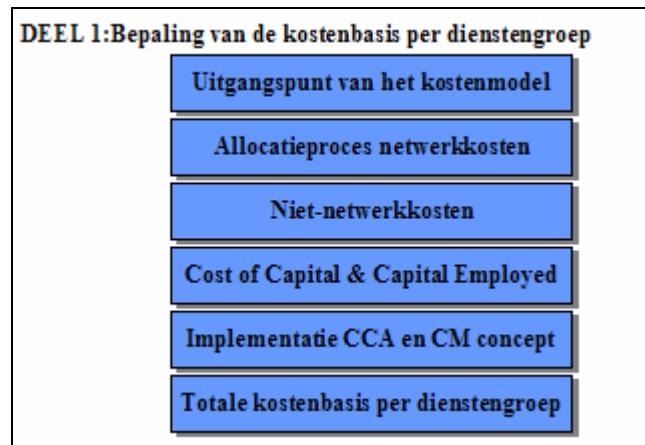 DEEL 1:Bepaling van de kostenbasis per dienstengroep
Uitgangspunt van het kostenmodel
Allocatieproces netwerkkosten
Niet-netwerkkosten
Cost of Capital & Capital Employed
Implementatie CCA en CM concept
Totale kostenbasis per dienstengroep